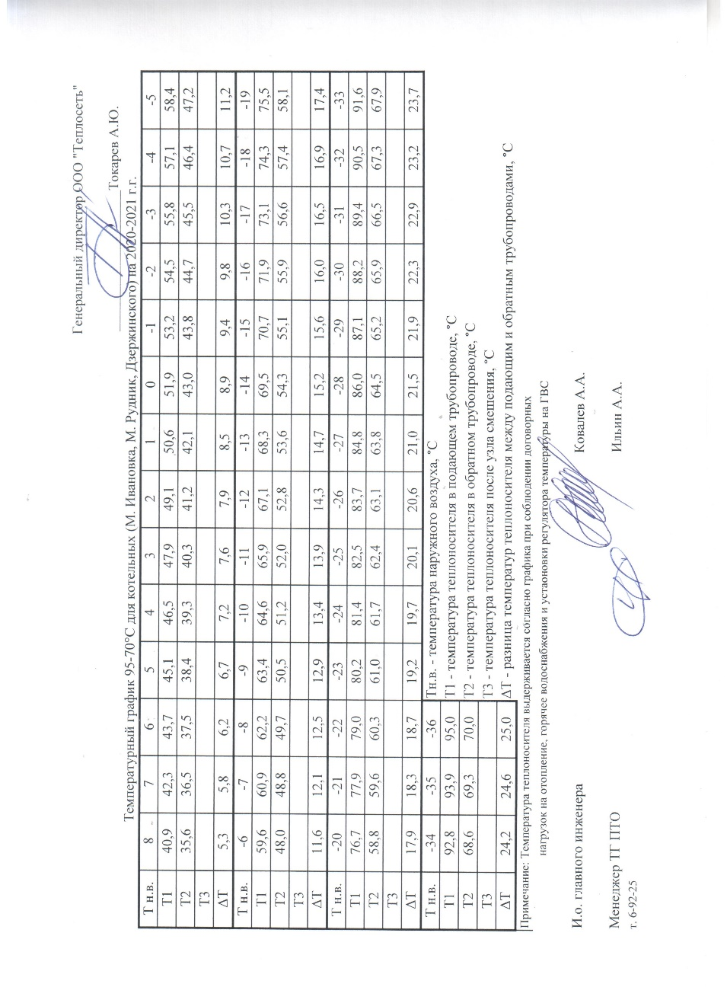 Генеральный директор ООО "Теплосеть"
Токарев А.Ю.
Температурный график 95-70°С для котельных (М. Ивановка, М. Рудник, Дзержинского) на 2020-2021 г.г.
Т н.в. 8 7 6 5 4 3 2 1 0 -1 -2 -3 -4 -5
Т1 40,9 42,3 43,7 45,1 46,5 47,9 49,1 50,6 51,9 53,2 54,5 55,8 57,1 58,4
Т2 35,6 36,5 37,5 38,4 39,3 40,3 41,2 42,1 43,0 43,8 44,7 45,5 46,4 47,2
Т3
ΔТ 5,3 5,8 6,2 6,7 7,2 7,6 7,9 8,5 8,9 9,4 9,8 10,3 10,7 11,2
Т н.в. -6 -7 -8 -9 -10 -11 -12 -13 -14 -15 -16 -17 -18 -19
Т1 59,6 60,9 62,2 63,4 64,6 65,9 67,1 68,3 69,5 70,7 71,9 73,1 74,3 75,5
Т2 48,0 48,8 49,7 50,5 51,2 52,0 52,8 53,6 54,3 55,1 55,9 56,6 57,4 58,1
Т3
ΔТ 11,6 12,1 12,5 12,9 13,4 13,9 14,3 14,7 15,2 15,6 16,0 16,5 16,9 17,4
Т н.в. -20 -21 -22 -23 -24 -25 -26 -27 -28 -29 -30 -31 -32 -33
Т1 76,7 77,9 79,0 80,2 81,4 82,5 83,7 84,8 86,0 87,1 88,2 89,4 90,5 91,6
Т2 58,8 59,6 60,3 61,0 61,7 62,4 63,1 63,8 64,5 65,2 65,9 66,5 67,3 67,9
Т3
ΔТ 17,9 18,3 18,7 19,2 19,7 20,1 20,6 21,0 21,5 21,9 22,3 22,9 23,2 23,7
Т н.в. -34 -35 -36 Тн.в. - температура наружного воздуха, °С
Т1 92,8 93,9 95,0 Т1 - температура теплоносителя в подающем трубопроводе, °С
Т2 68,6 69,3 70,0 Т2 - температура теплоносителя в обратном трубопроводе, °С
Т3 Т3 - температура теплоносителя после узла смешения, °С
ΔТ 24,2 24,6 25,0 ΔТ - разница температур теплоносителя между подающим и обратным трубопроводами, °С
Примечание: Температура теплоносителя выдерживается согласно графика при соблюдении договорных
нагрузок на отопление, горячее водоснабжения и устаоновки регулятора температуры на ГВС
И.о. главного инженера Ковалев А.А.
Менеджер ТГ ПТО Ильин А.А.
т. 6-92-25